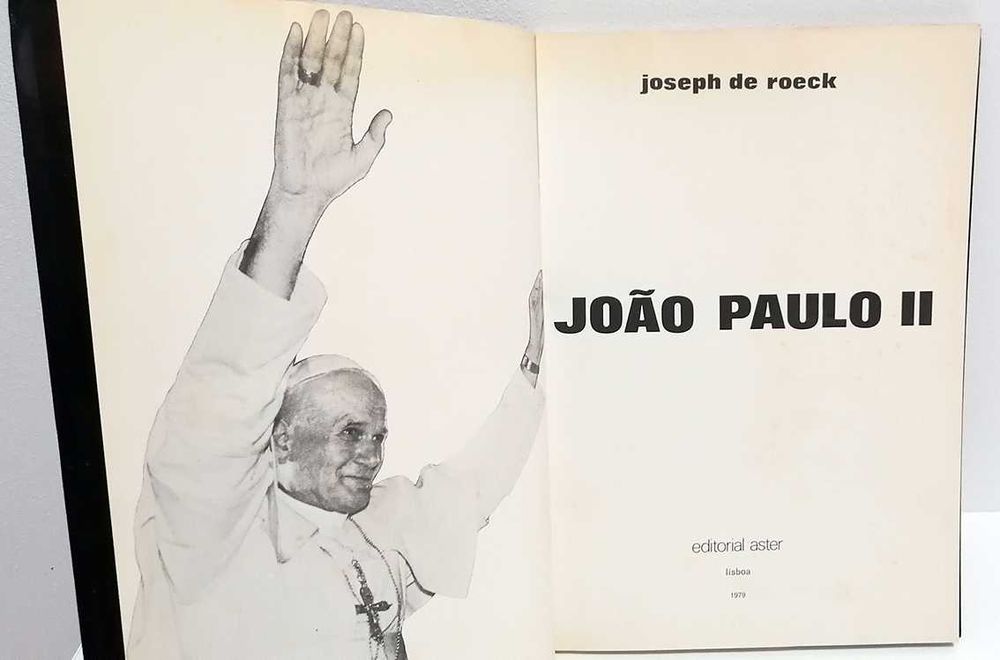 joseph de roeck
JOÃO PAULO II
editorial aster
lisboa
1979